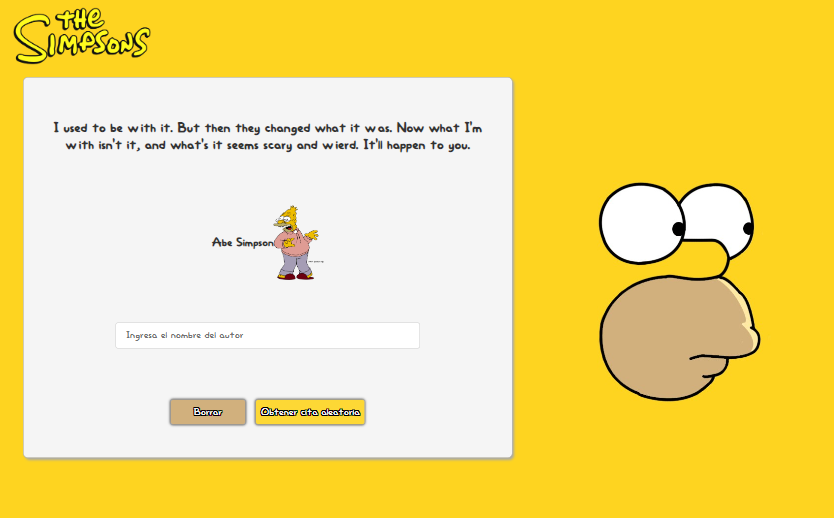 THE
SIMPSONS
I used to be with it. But then they changed what it was. Now what I'm
with isn't it, and what's it seems scary and wierd. It'll happen to you.
Abe Simpson
Ingresa el nombre del autor
Borrar
Obtener cita aleatoria